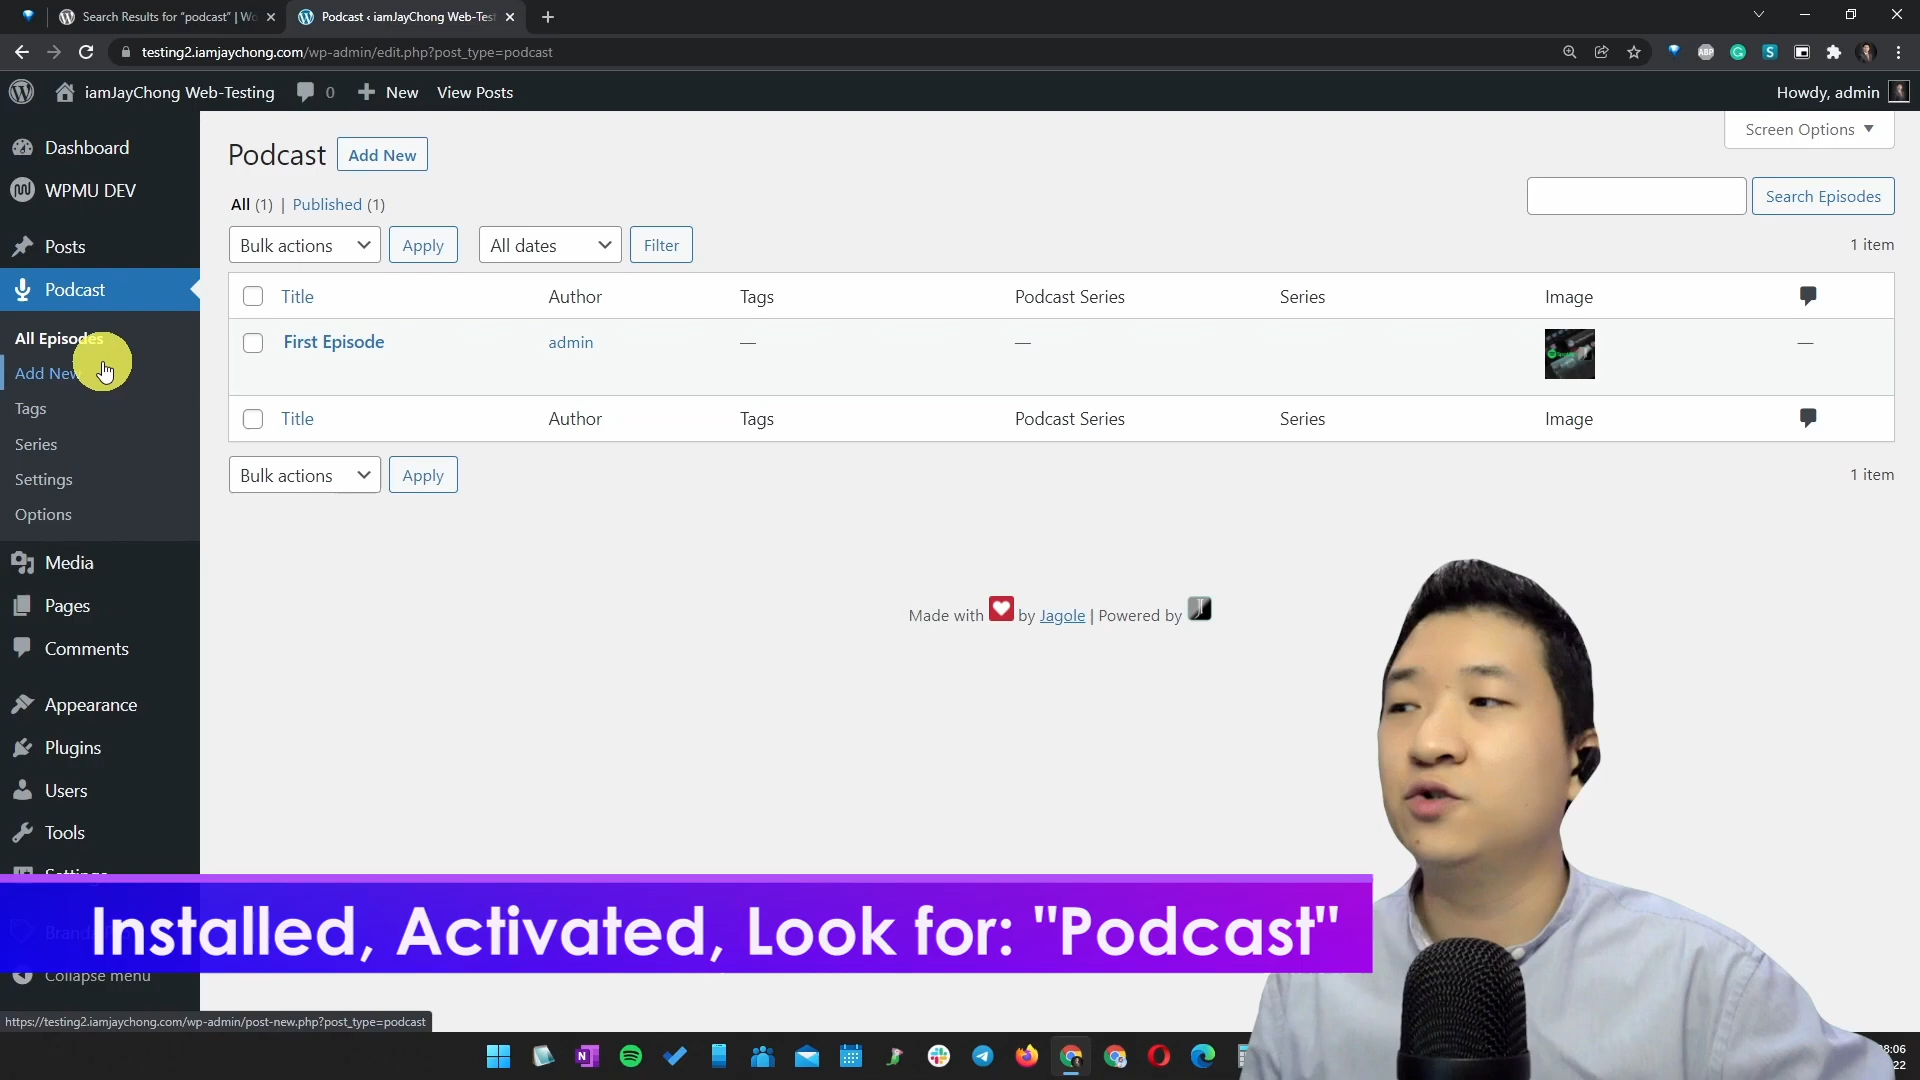 Search Results for "podcast" | Wo
Podcast ‹ iamJayChong Web-Test
testing2.iamjaychong.com/wp-admin/edit.php?post_type=podcast
iamJayChong Web-Testing 0 New View Posts
Howdy, admin
Screen Options
Dashboard
WPMU DEV
Posts
Podcast
All Episodes
Add New
Tags
Series
Settings
Options
Media
Pages
Comments
Appearance
Plugins
Users
Tools
Settings
Collapse menu
Podcast Add New
All (1) | Published (1)
Search Episodes
Bulk actions Apply All dates Filter
1 item
Title Author Tags Podcast Series Series Image
First Episode admin — — —
Title Author Tags Podcast Series Series Image
Bulk actions Apply
1 item
Made with by Jagole | Powered by
Installed, Activated, Look for: "Podcast"
https://testing2.iamjaychong.com/wp-admin/post-new.php?post_type=podcast